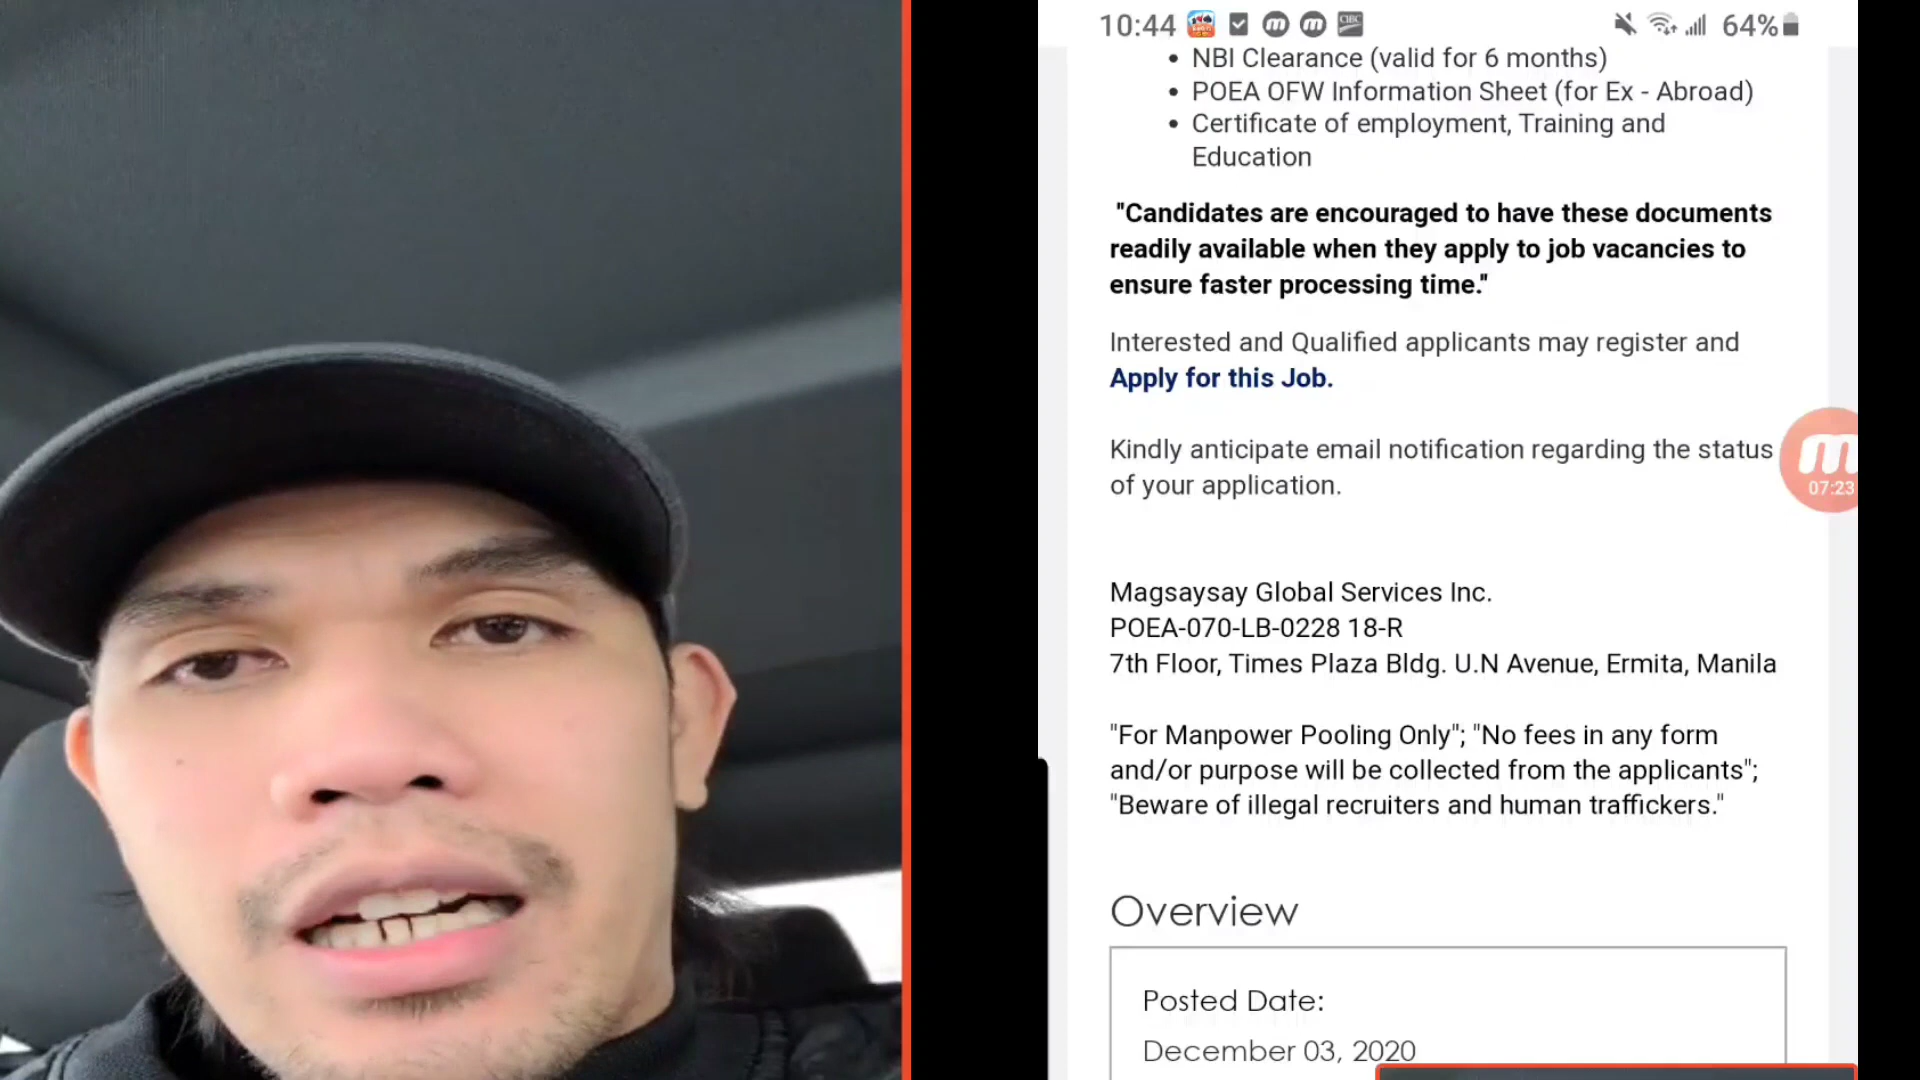 10:44
CIBC
64%
• NBI Clearance (valid for 6 months)
• POEA OFW Information Sheet (for Ex - Abroad)
• Certificate of employment, Training and
Education
"Candidates are encouraged to have these documents
readily available when they apply to job vacancies to
ensure faster processing time."
Interested and Qualified applicants may register and
Apply for this Job.
Kindly anticipate email notification regarding the status
of your application.
m
07:23
Magsaysay Global Services Inc.
POEA-070-LB-0228 18-R
7th Floor, Times Plaza Bldg. U.N Avenue, Ermita, Manila
"For Manpower Pooling Only"; "No fees in any form
and/or purpose will be collected from the applicants";
"Beware of illegal recruiters and human traffickers."
Overview
Posted Date:
December 03, 2020